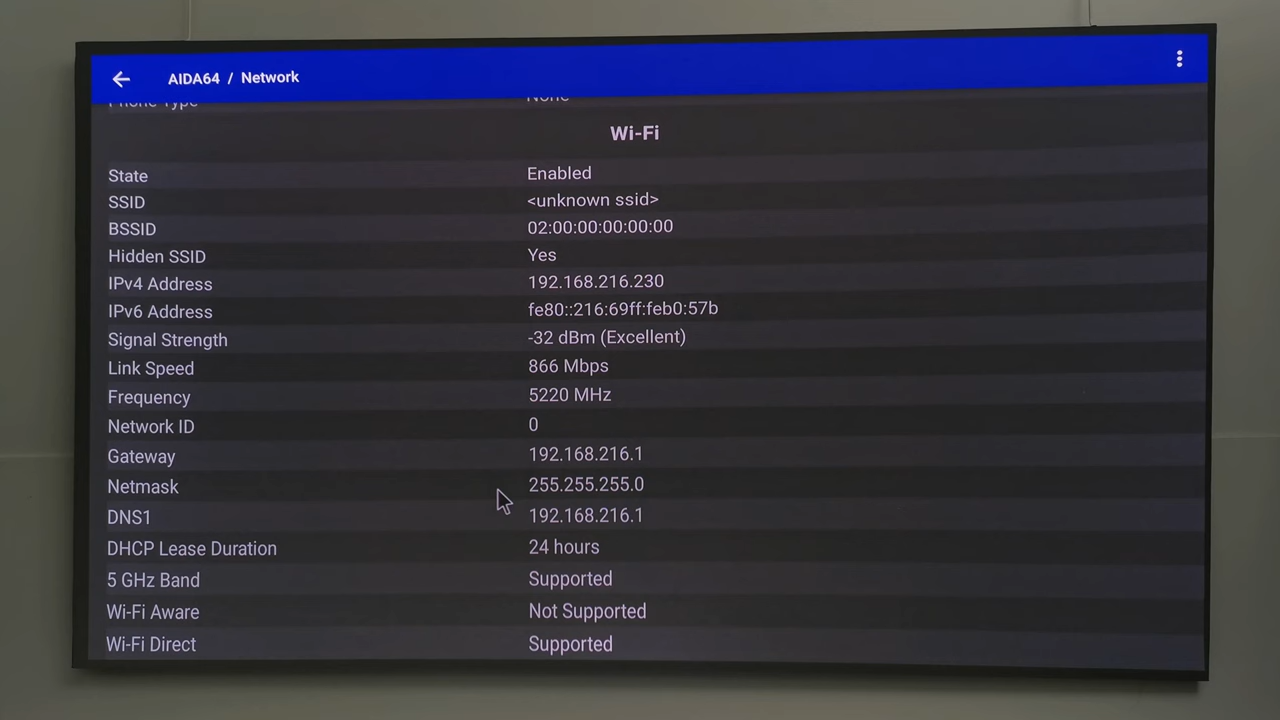 AIDA64 / Network
Phone Type None
Wi-Fi
State Enabled
SSID <unknown ssid>
BSSID 02:00:00:00:00:00
Hidden SSID Yes
IPv4 Address 192.168.216.230
IPv6 Address fe80::216:69ff:feb0:57b
Signal Strength -32 dBm (Excellent)
Link Speed 866 Mbps
Frequency 5220 MHz
Network ID 0
Gateway 192.168.216.1
Netmask 255.255.255.0
DNS1 192.168.216.1
DHCP Lease Duration 24 hours
5 GHz Band Supported
Wi-Fi Aware Not Supported
Wi-Fi Direct Supported